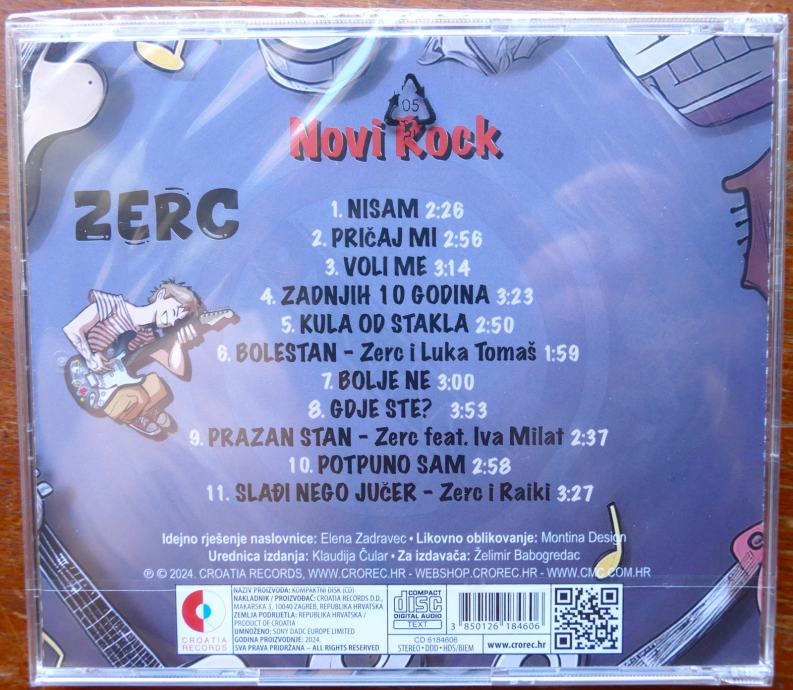 05
Novi Rock
ZERC
1. NISAM 2:26
2. PRIČAJ MI 2:56
3. VOLI ME 3:14
4. ZADNJIH 10 GODINA 3:23
5. KULA OD STAKLA 2:50
6. BOLESTAN – Zerc i Luka Tomaš 1:59
7. BOLJE NE 3:00
8. GDJE STE? 3:53
9. PRAZAN STAN – Zerc feat. Iva Milat 2:37
10. POTPUNO SAM 2:58
11. SLAĐI NEGO JUČER – Zerc i Raiki 3:27
Idejno rješenje naslovnice: Elena Zadravec • Likovno oblikovanje: Montina Design
Urednica izdanja: Klaudija Čular • Za izdavača: Želimir Babogredac
℗ © 2024. CROATIA RECORDS, WWW.CROREC.HR - WEBSHOP.CROREC.HR - WWW.CMC.COM.HR
CROATIA
RECORDS
NAZIV PROIZVODA: KOMPAKTNI DISK (CD)
NAKLADNIK / PROIZVOĐAČ: CROATIA RECORDS D.D.,
MAKARSKA 3, 10040 ZAGREB, REPUBLIKA HRVATSKA
ZEMLJA PODRIJETLA: REPUBLIKA HRVATSKA /
PRODUCT OF CROATIA
UMNOŽENO: SONY DADC EUROPE LIMITED
GODINA PROIZVODNJE: 2024.
SVA PRAVA PRIDRŽANA – ALL RIGHTS RESERVED
COMPACT
disc
DIGITAL AUDIO
TEXT
CD 6184606
STEREO • DDD • HDS/BIEM
3 850126 184606
www.crorec.hr